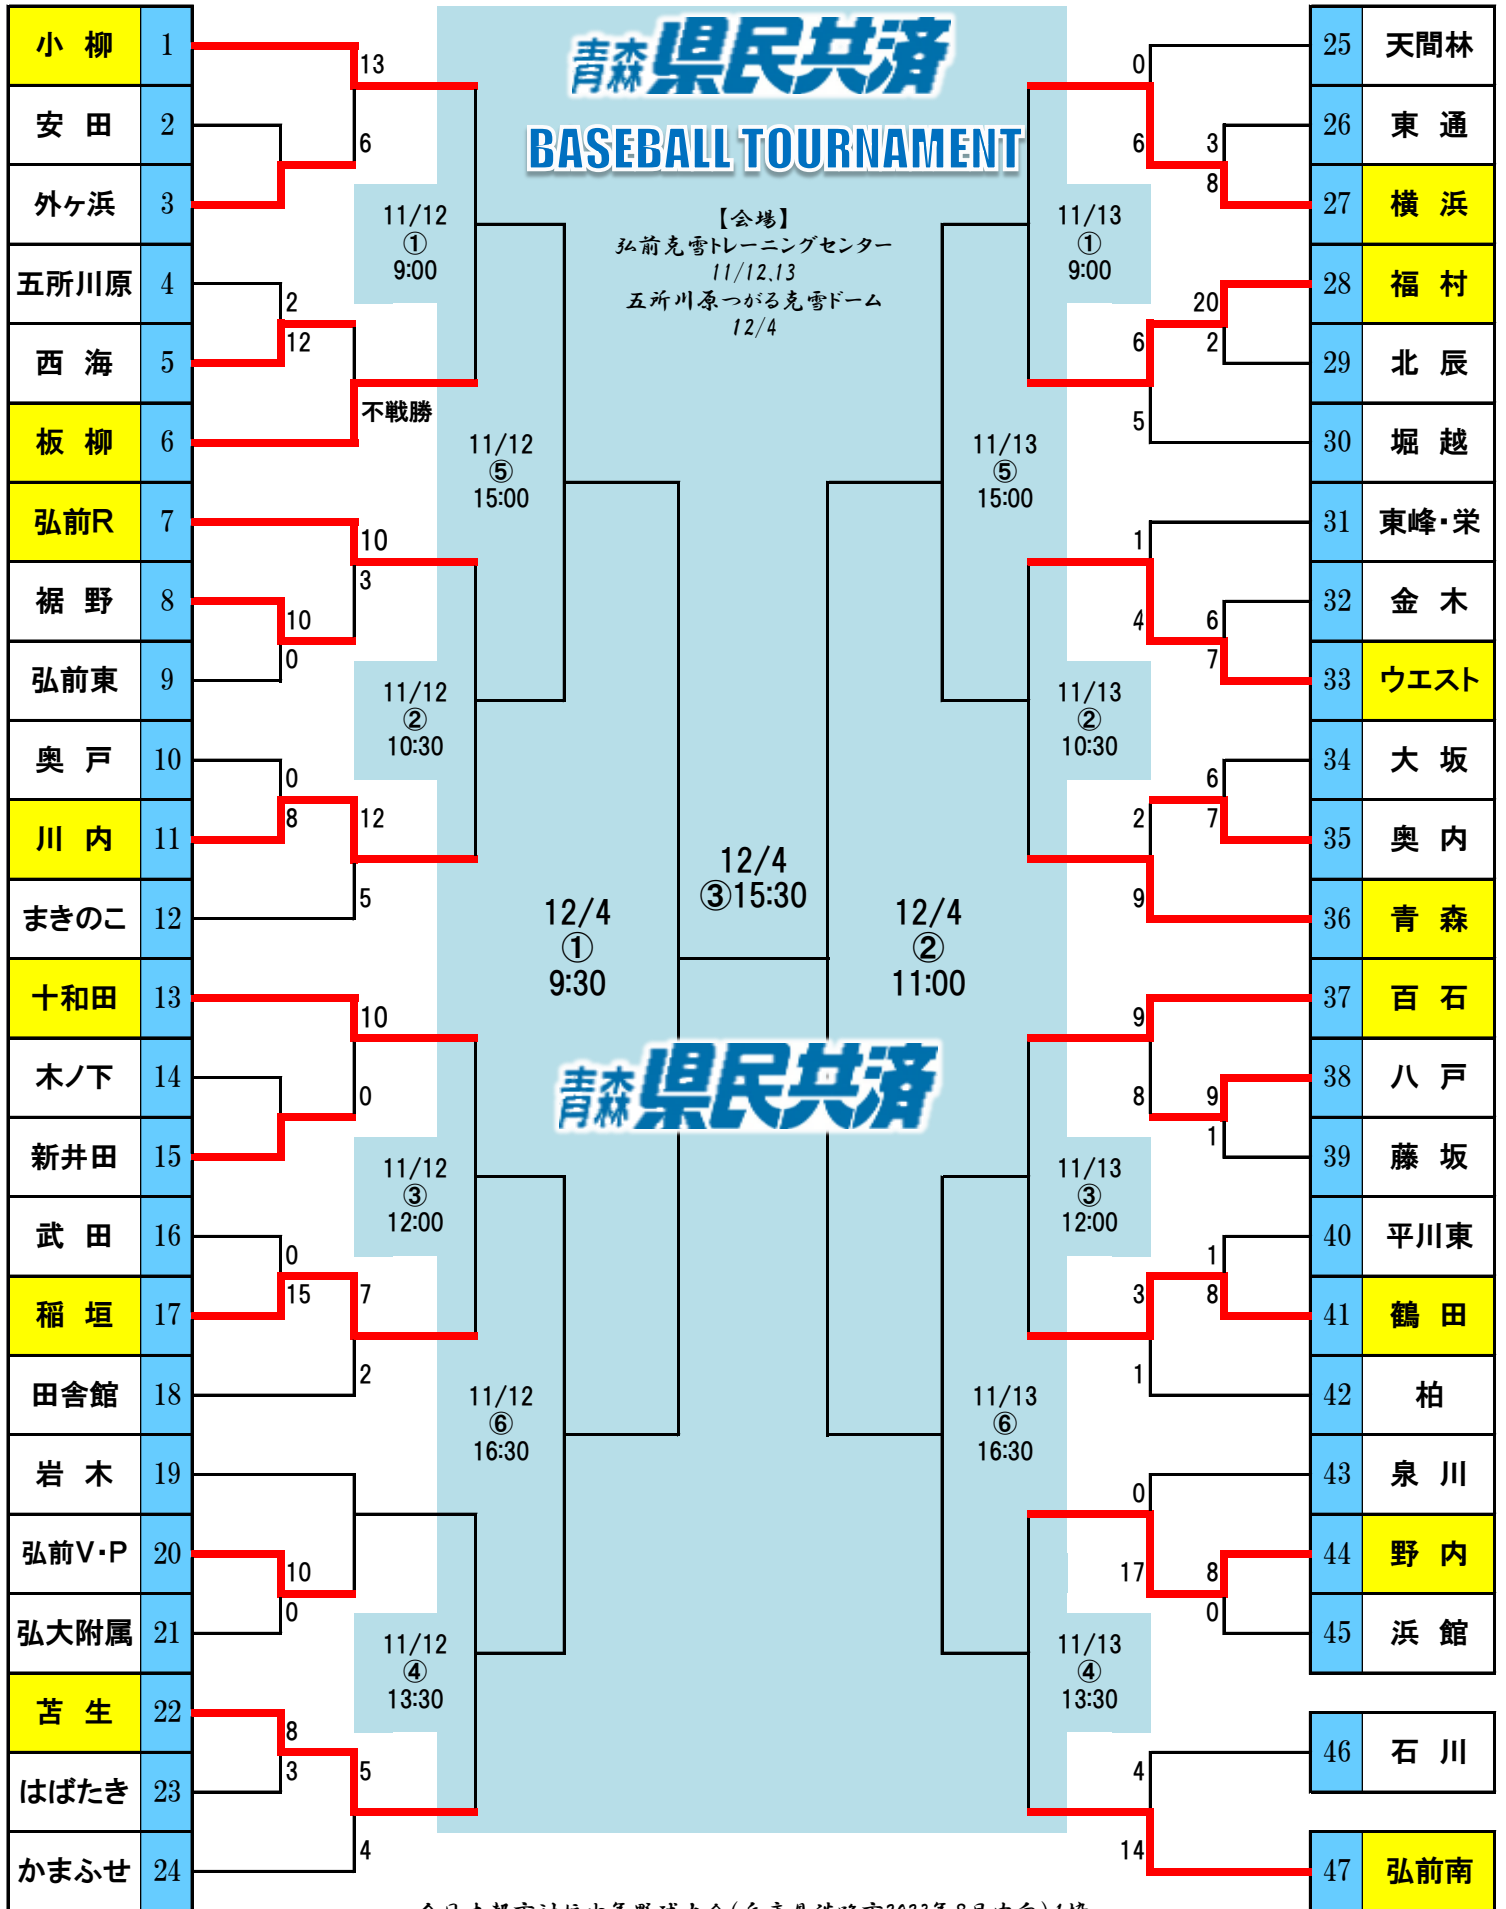 青森県民共済
BASEBALL TOURNAMENT
【会場】
弘前克雪トレーニングセンター
11/12,13
五所川原つがる克雪ドーム
12/4
小 柳 1
安 田 2
外ヶ浜 3
五所川原 4
西 海 5
板 柳 6
弘前R 7
裾 野 8
弘前東 9
奥 戸 10
川 内 11
まきのこ 12
十和田 13
木ノ下 14
新井田 15
武 田 16
稲 垣 17
田舎館 18
岩 木 19
弘前V・P 20
弘大附属 21
苫 生 22
はばたき 23
かまふせ 24
13
6
2
12
不戦勝
10
3
10
0
0
8
12
5
10
0
0
15
7
2
10
0
8
3
5
4
11/12
①
9:00
11/12
⑤
15:00
11/12
②
10:30
11/12
③
12:00
11/12
⑥
16:30
11/12
④
13:30
12/4
①
9:30
12/4
③15:30
12/4
②
11:00
青森県民共済
11/13
①
9:00
11/13
⑤
15:00
11/13
②
10:30
11/13
③
12:00
11/13
⑥
16:30
11/13
④
13:30
0
6
3
8
20
6
2
5
1
4
6
7
6
2
7
9
9
8
9
1
1
3
8
1
0
17
8
0
4
14
25 天間林
26 東 通
27 横 浜
28 福 村
29 北 辰
30 堀 越
31 東峰・栄
32 金 木
33 ウエスト
34 大 坂
35 奥 内
36 青 森
37 百 石
38 八 戸
39 藤 坂
40 平川東
41 鶴 田
42 柏
43 泉 川
44 野 内
45 浜 館
46 石 川
47 弘前南